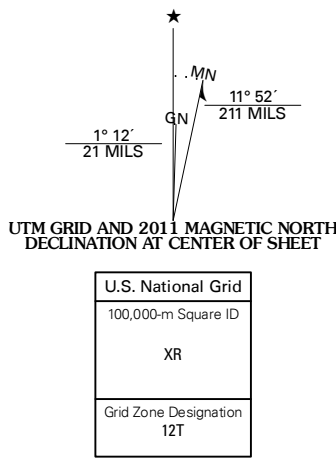 MN
GN
11° 52´
211 MILS
1° 12´
21 MILS
UTM GRID AND 2011 MAGNETIC NORTH
DECLINATION AT CENTER OF SHEET
U.S. National Grid
100,000-m Square ID
XR
Grid Zone Designation
12T